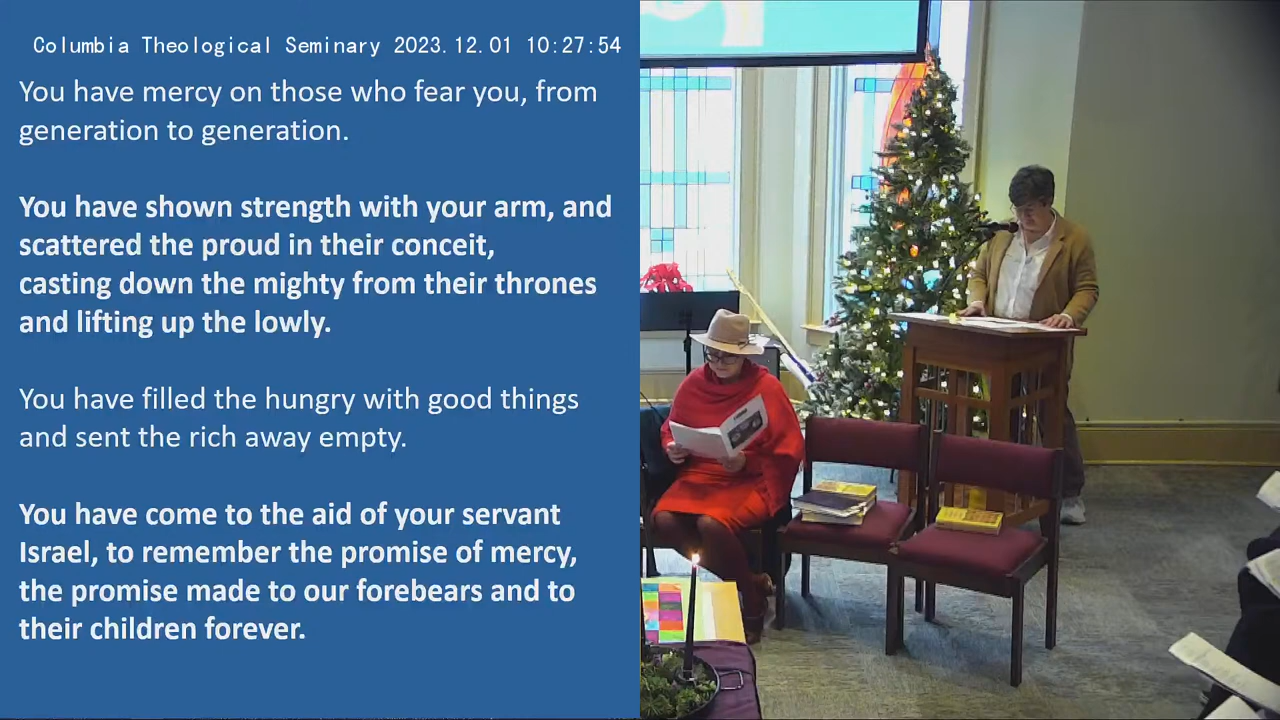 Columbia Theological Seminary 2023.12.01 10:27:54
You have mercy on those who fear you, from
generation to generation.
You have shown strength with your arm, and
scattered the proud in their conceit,
casting down the mighty from their thrones
and lifting up the lowly.
You have filled the hungry with good things
and sent the rich away empty.
You have come to the aid of your servant
Israel, to remember the promise of mercy,
the promise made to our forebears and to
their children forever.